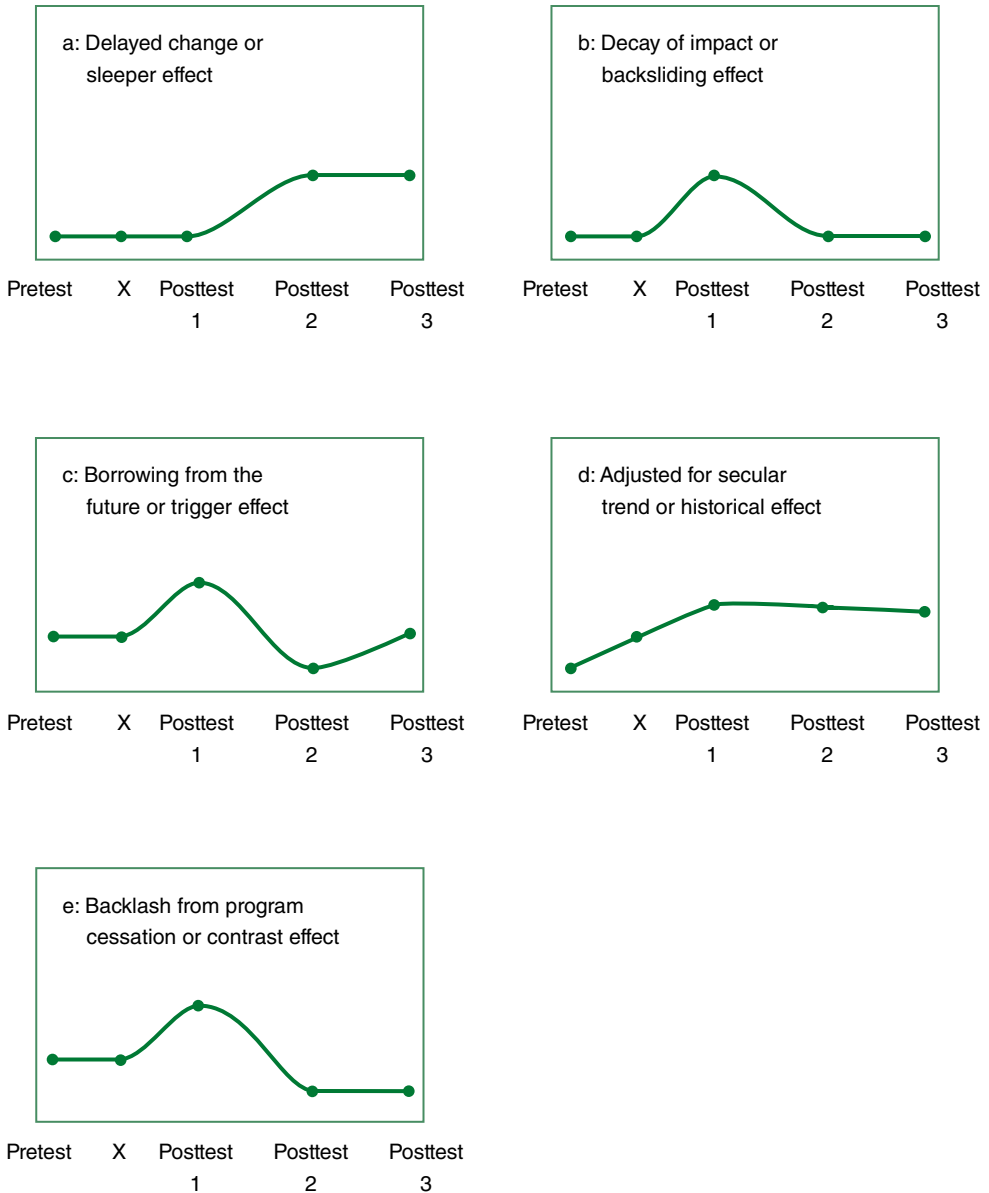 a: Delayed change or
sleeper effect
Pretest X Posttest Posttest Posttest
1 2 3
b: Decay of impact or
backsliding effect
Pretest X Posttest Posttest Posttest
1 2 3
c: Borrowing from the
future or trigger effect
Pretest X Posttest Posttest Posttest
1 2 3
d: Adjusted for secular
trend or historical effect
Pretest X Posttest Posttest Posttest
1 2 3
e: Backlash from program
cessation or contrast effect
Pretest X Posttest Posttest Posttest
1 2 3